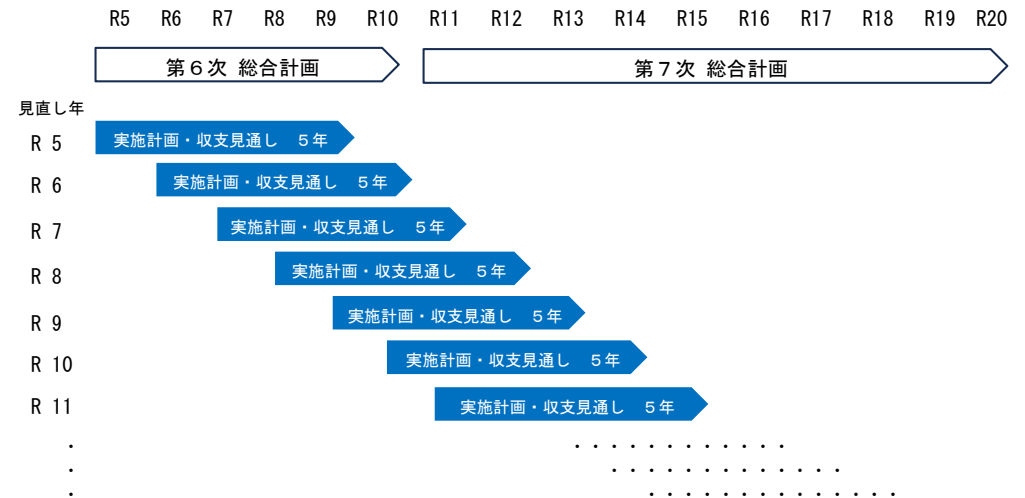 R5 R6 R7 R8 R9 R10 R11 R12 R13 R14 R15 R16 R17 R18 R19 R20
第６次 総合計画 第７次 総合計画
見直し年
R 5 実施計画・収支見通し　５年
R 6 実施計画・収支見通し　５年
R 7 実施計画・収支見通し　５年
R 8 実施計画・収支見通し　５年
R 9 実施計画・収支見通し　５年
R 10 実施計画・収支見通し　５年
R 11 実施計画・収支見通し　５年
・ ・・・・・・・・・・・・
・ ・・・・・・・・・・・・・
・ ・・・・・・・・・・・・・・